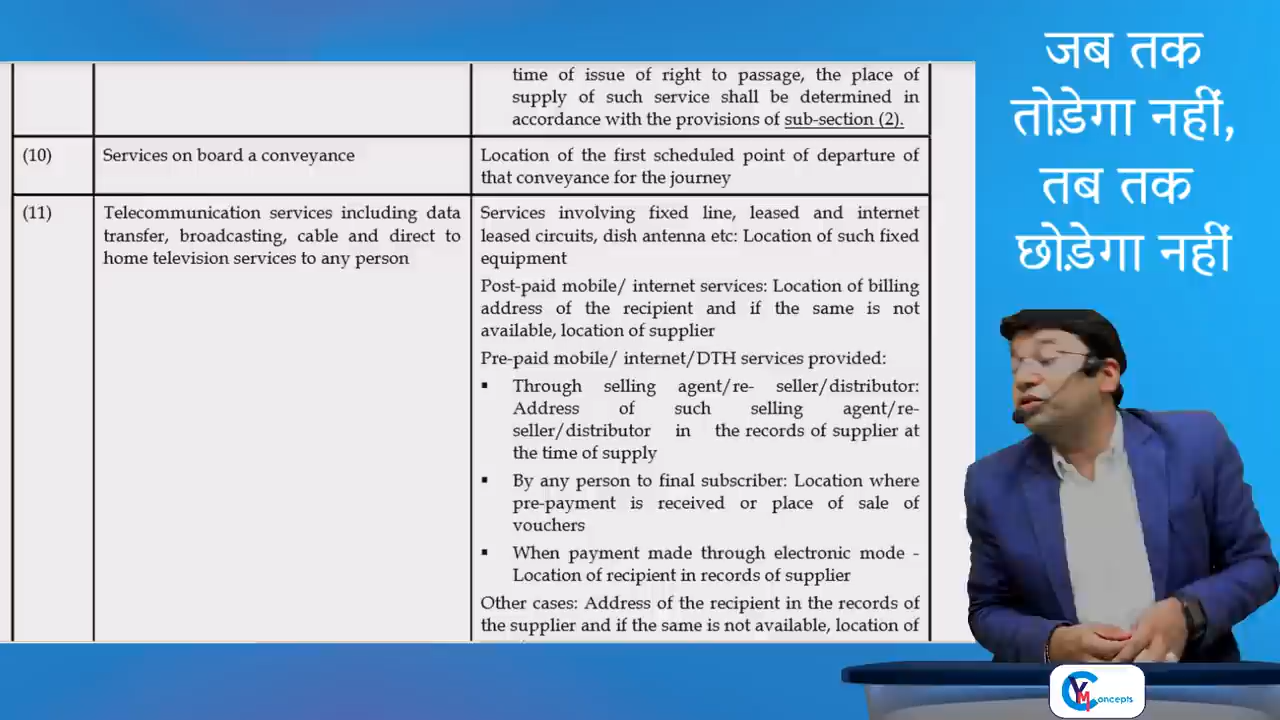 time of issue of right to passage, the place of
supply of such service shall be determined in
accordance with the provisions of sub-section (2).
(10) Services on board a conveyance
Location of the first scheduled point of departure of
that conveyance for the journey
(11) Telecommunication services including data
transfer, broadcasting, cable and direct to
home television services to any person
Services involving fixed line, leased and internet
leased circuits, dish antenna etc: Location of such fixed
equipment
Post-paid mobile/ internet services: Location of billing
address of the recipient and if the same is not
available, location of supplier
Pre-paid mobile/ internet/DTH services provided:
▪ Through selling agent/re- seller/distributor:
Address of such selling agent/re-
seller/distributor in the records of supplier at
the time of supply
▪ By any person to final subscriber: Location where
pre-payment is received or place of sale of
vouchers
▪ When payment made through electronic mode -
Location of recipient in records of supplier
Other cases: Address of the recipient in the records of
the supplier and if the same is not available, location of
जब तक
तोड़ेगा नहीं,
तब तक
छोड़ेगा नहीं
YM Concepts